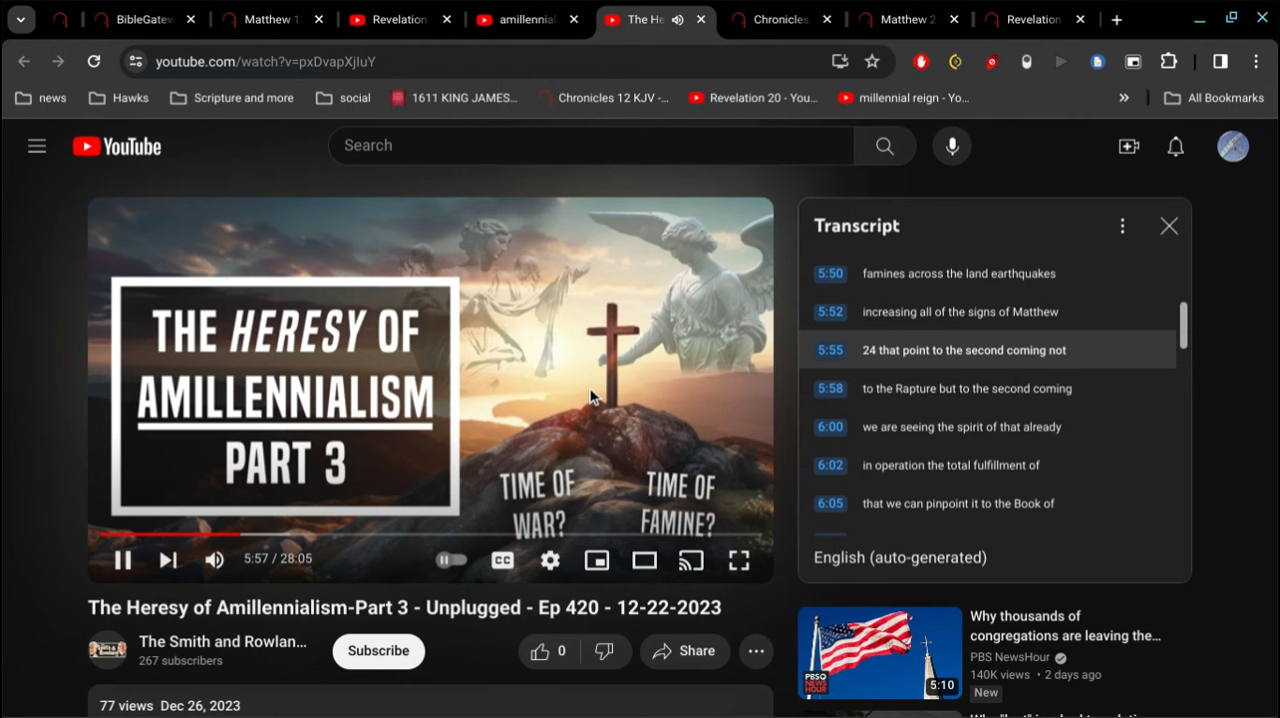 BibleGatew
Matthew 1
Revelation
amillennial
The He
Chronicles
Matthew 2
Revelation
youtube.com/watch?v=pxDvapXjIuY
news
Hawks
Scripture and more
social
1611 KING JAMES...
Chronicles 12 KJV -...
Revelation 20 - You...
millennial reign - Yo...
»
All Bookmarks
YouTube
Search
THE HERESY OF
AMILLENNIALISM
PART 3
TIME OF
WAR?
TIME OF
FAMINE?
5:57 / 28:05
CC
Transcript
5:50 famines across the land earthquakes
5:52 increasing all of the signs of Matthew
5:55 24 that point to the second coming not
5:58 to the Rapture but to the second coming
6:00 we are seeing the spirit of that already
6:02 in operation the total fulfillment of
6:05 that we can pinpoint it to the Book of
English (auto-generated)
The Heresy of Amillennialism-Part 3 - Unplugged - Ep 420 - 12-22-2023
The Smith and Rowlan...
267 subscribers
Subscribe
0
Share
77 views Dec 26, 2023
PBS
NEWS
HOUR
5:10
Why thousands of
congregations are leaving the...
PBS NewsHour
140K views • 2 days ago
New